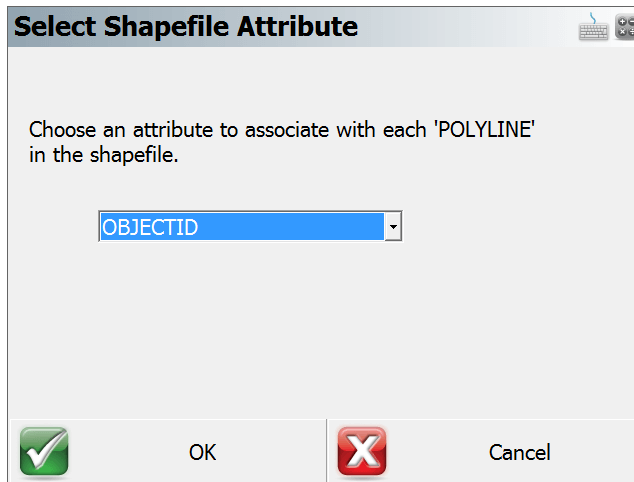 Select Shapefile Attribute
Choose an attribute to associate with each 'POLYLINE'
in the shapefile.
OBJECTID
OK
Cancel